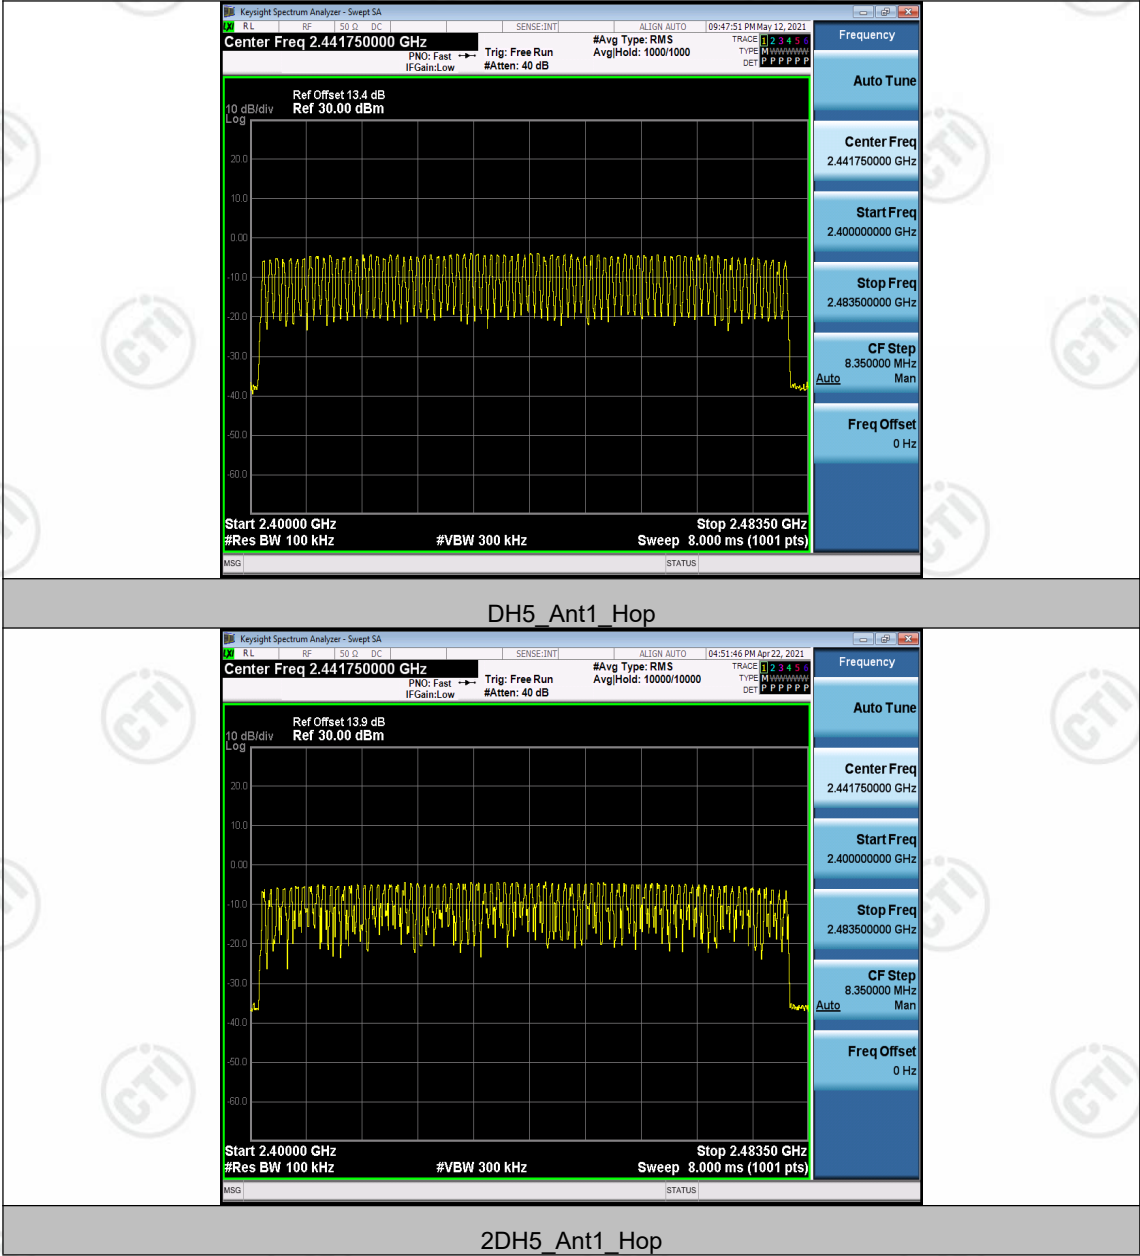 Keysight Spectrum Analyzer - Swept SA
LXI RL RF 50 Ω DC SENSE:INT ALIGN AUTO 09:47:51 PM May 12, 2021
Center Freq 2.441750000 GHz
PNO: Fast
IFGain:Low
Trig: Free Run
#Atten: 40 dB
#Avg Type: RMS
Avg|Hold: 1000/1000
TRACE 1 2 3 4 5 6
TYPE M WWWWW
DET P P P P P P
Frequency
Auto Tune
Center Freq
2.441750000 GHz
Start Freq
2.400000000 GHz
Stop Freq
2.483500000 GHz
CF Step
8.350000 MHz
Auto Man
Freq Offset
0 Hz
Ref Offset 13.4 dB
10 dB/div Ref 30.00 dBm
Log
20.0
10.0
0.00
-10.0
-20.0
-30.0
-40.0
-50.0
-60.0
Start 2.40000 GHz Stop 2.48350 GHz
#Res BW 100 kHz #VBW 300 kHz Sweep 8.000 ms (1001 pts)
MSG STATUS
DH5_Ant1_Hop
Keysight Spectrum Analyzer - Swept SA
LXI RL RF 50 Ω DC SENSE:INT ALIGN AUTO 04:51:46 PM Apr 22, 2021
Center Freq 2.441750000 GHz
PNO: Fast
IFGain:Low
Trig: Free Run
#Atten: 40 dB
#Avg Type: RMS
Avg|Hold: 10000/10000
TRACE 1 2 3 4 5 6
TYPE M WWWWW
DET P P P P P P
Frequency
Auto Tune
Center Freq
2.441750000 GHz
Start Freq
2.400000000 GHz
Stop Freq
2.483500000 GHz
CF Step
8.350000 MHz
Auto Man
Freq Offset
0 Hz
Ref Offset 13.9 dB
10 dB/div Ref 30.00 dBm
Log
20.0
10.0
0.00
-10.0
-20.0
-30.0
-40.0
-50.0
-60.0
Start 2.40000 GHz Stop 2.48350 GHz
#Res BW 100 kHz #VBW 300 kHz Sweep 8.000 ms (1001 pts)
MSG STATUS
2DH5_Ant1_Hop
CTI
CTI
CTI
CTI
CTI
CTI
CTI
CTI